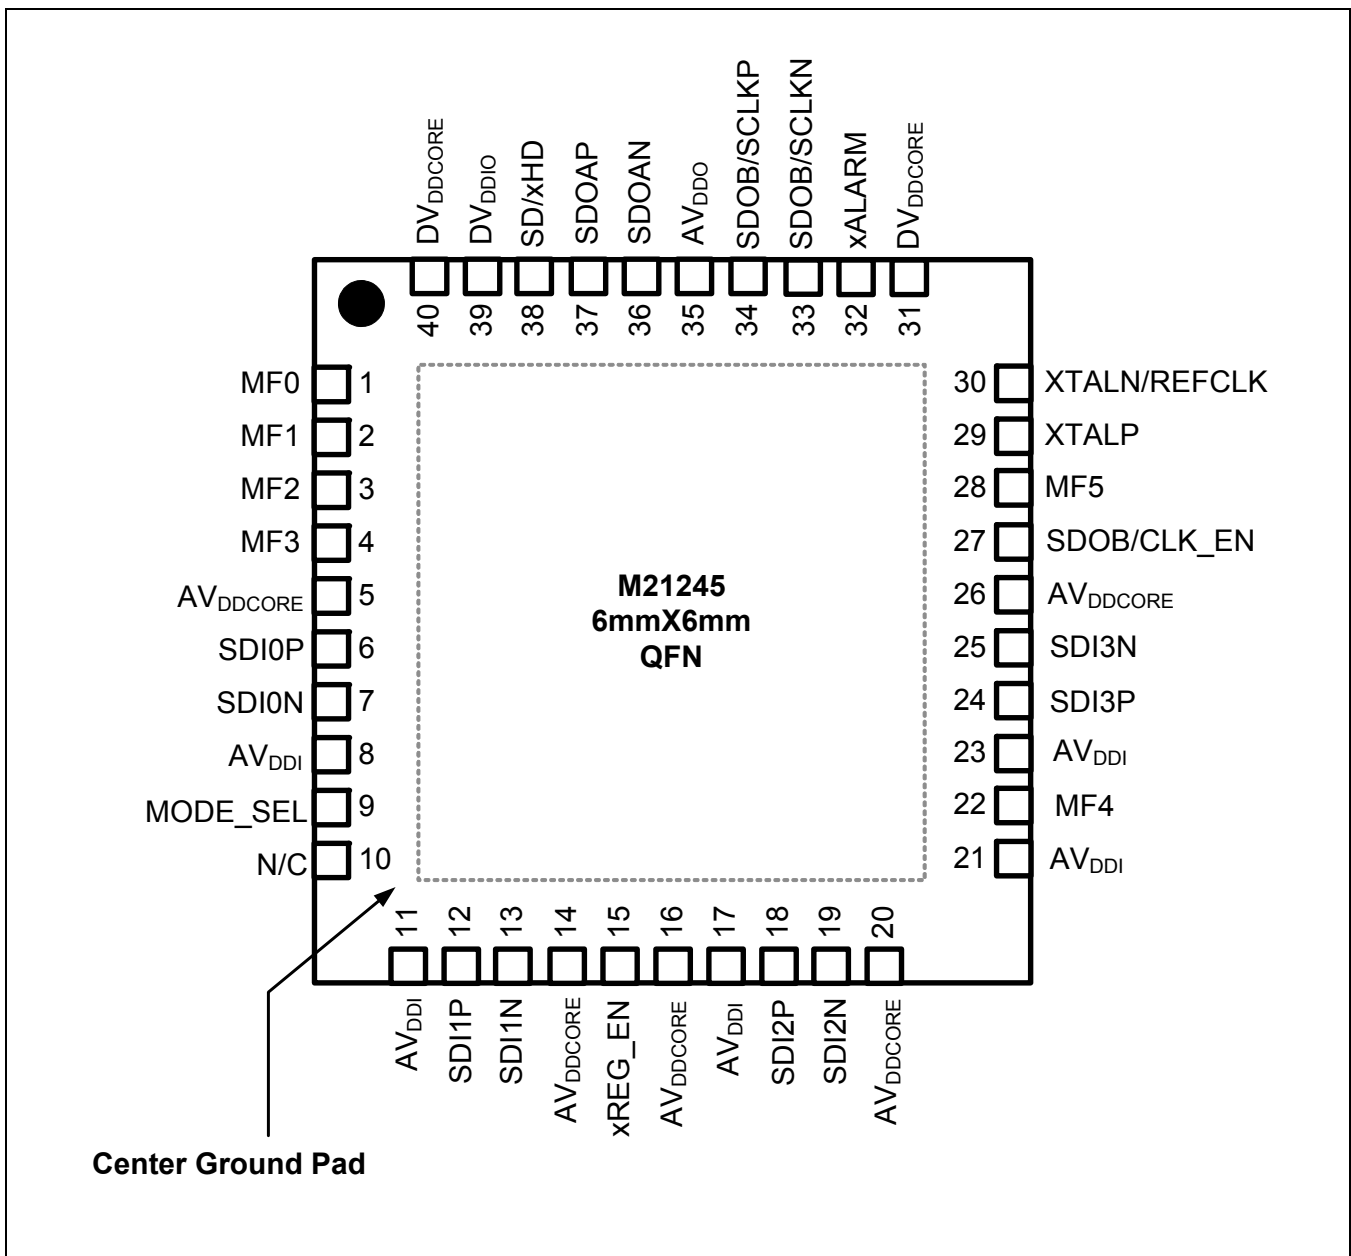 DVDDCORE
DVDDIO
SD/xHD
SDOAP
SDOAN
AVDDO
SDOB/SCLKP
SDOB/SCLKN
xALARM
DVDDCORE
40
39
38
37
36
35
34
33
32
31
MF0 1
MF1 2
MF2 3
MF3 4
AVDDCORE 5
SDI0P 6
SDI0N 7
AVDDI 8
MODE_SEL 9
N/C 10
M21245
6mmX6mm
QFN
30 XTALN/REFCLK
29 XTALP
28 MF5
27 SDOB/CLK_EN
26 AVDDCORE
25 SDI3N
24 SDI3P
23 AVDDI
22 MF4
21 AVDDI
11
12
13
14
15
16
17
18
19
20
AVDDI
SDI1P
SDI1N
AVDDCORE
xREG_EN
AVDDCORE
AVDDI
SDI2P
SDI2N
AVDDCORE
Center Ground Pad